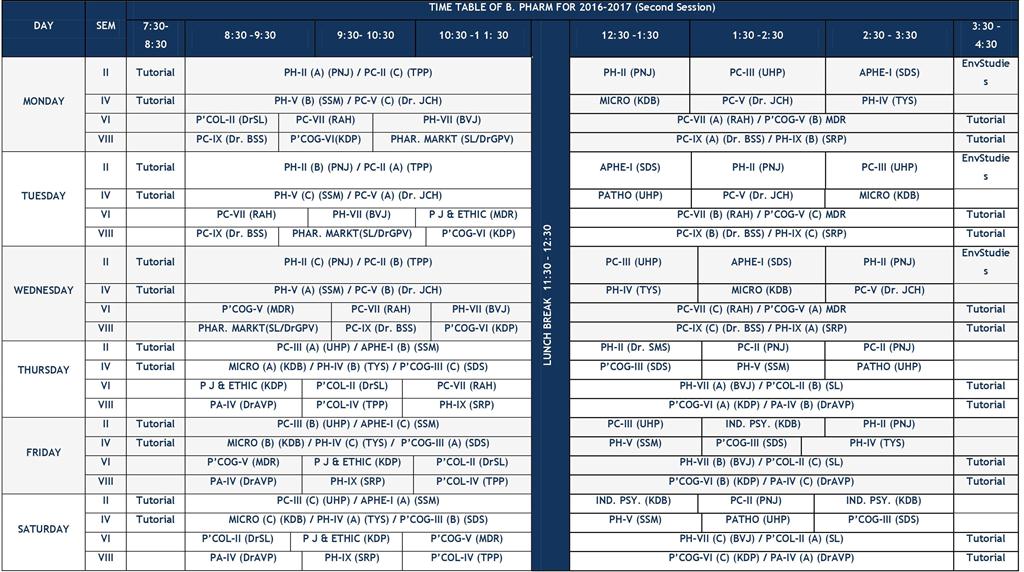 TIME TABLE OF B. PHARM FOR 2016-2017 (Second Session)
DAY SEM 7:30- 8:30 8:30 -9:30 9:30- 10:30 10:30 -1 1: 30 12:30 -1:30 1:30 -2:30 2:30 - 3:30 3:30 - 4:30
LUNCH BREAK 11:30 - 12:30
MONDAY
II Tutorial PH-II (A) (PNJ) / PC-II (C) (TPP) PH-II (PNJ) PC-III (UHP) APHE-I (SDS) EnvStudie s
IV Tutorial PH-V (B) (SSM) / PC-V (C) (Dr. JCH) MICRO (KDB) PC-V (Dr. JCH) PH-IV (TYS)
VI P'COL-II (DrSL) PC-VII (RAH) PH-VII (BVJ) PC-VII (A) (RAH) / P'COG-V (B) MDR Tutorial
VIII PC-IX (Dr. BSS) P'COG-VI(KDP) PHAR. MARKT (SL/DrGPV) PC-IX (A) (Dr. BSS) / PH-IX (B) (SRP) Tutorial
TUESDAY
II Tutorial PH-II (B) (PNJ) / PC-II (A) (TPP) APHE-I (SDS) PH-II (PNJ) PC-III (UHP) EnvStudie s
IV Tutorial PH-V (C) (SSM) / PC-V (A) (Dr. JCH) PATHO (UHP) PC-V (Dr. JCH) MICRO (KDB)
VI PC-VII (RAH) PH-VII (BVJ) P J & ETHIC (MDR) PC-VII (B) (RAH) / P'COG-V (C) MDR Tutorial
VIII PC-IX (Dr. BSS) PHAR. MARKT(SL/DrGPV) P'COG-VI (KDP) PC-IX (B) (Dr. BSS) / PH-IX (C) (SRP) Tutorial
WEDNESDAY
II Tutorial PH-II (C) (PNJ) / PC-II (B) (TPP) PC-III (UHP) APHE-I (SDS) PH-II (PNJ) EnvStudie s
IV Tutorial PH-V (A) (SSM) / PC-V (B) (Dr. JCH) PH-IV (TYS) MICRO (KDB) PC-V (Dr. JCH)
VI P'COG-V (MDR) PC-VII (RAH) PH-VII (BVJ) PC-VII (C) (RAH) / P'COG-V (A) MDR Tutorial
VIII PHAR. MARKT(SL/DrGPV) PC-IX (Dr. BSS) P'COG-VI (KDP) PC-IX (C) (Dr. BSS) / PH-IX (A) (SRP) Tutorial
THURSDAY
II Tutorial PC-III (A) (UHP) / APHE-I (B) (SSM) PH-II (Dr. SMS) PC-II (PNJ) PC-II (PNJ)
IV Tutorial MICRO (A) (KDB) / PH-IV (B) (TYS) / P'COG-III (C) (SDS) P'COG-III (SDS) PH-V (SSM) PATHO (UHP)
VI P J & ETHIC (KDP) P'COL-II (DrSL) PC-VII (RAH) PH-VII (A) (BVJ) / P'COL-II (B) (SL) Tutorial
VIII PA-IV (DrAVP) P'COL-IV (TPP) PH-IX (SRP) P'COG-VI (A) (KDP) / PA-IV (B) (DrAVP) Tutorial
FRIDAY
II Tutorial PC-III (B) (UHP) / APHE-I (C) (SSM) PC-III (UHP) IND. PSY. (KDB) PH-II (PNJ)
IV Tutorial MICRO (B) (KDB) / PH-IV (C) (TYS) / P'COG-III (A) (SDS) PH-V (SSM) P'COG-III (SDS) PH-IV (TYS)
VI P'COG-V (MDR) P J & ETHIC (KDP) P'COL-II (DrSL) PH-VII (B) (BVJ) / P'COL-II (C) (SL) Tutorial
VIII PA-IV (DrAVP) PH-IX (SRP) P'COL-IV (TPP) P'COG-VI (B) (KDP) / PA-IV (C) (DrAVP) Tutorial
SATURDAY
II Tutorial PC-III (C) (UHP) / APHE-I (A) (SSM) IND. PSY. (KDB) PC-II (PNJ) IND. PSY. (KDB)
IV Tutorial MICRO (C) (KDB) / PH-IV (A) (TYS) / P'COG-III (B) (SDS) PH-V (SSM) PATHO (UHP) P'COG-III (SDS)
VI P'COL-II (DrSL) P J & ETHIC (KDP) P'COG-V (MDR) PH-VII (C) (BVJ) / P'COL-II (A) (SL) Tutorial
VIII PA-IV (DrAVP) PH-IX (SRP) P'COL-IV (TPP) P'COG-VI (C) (KDP) / PA-IV (A) (DrAVP) Tutorial